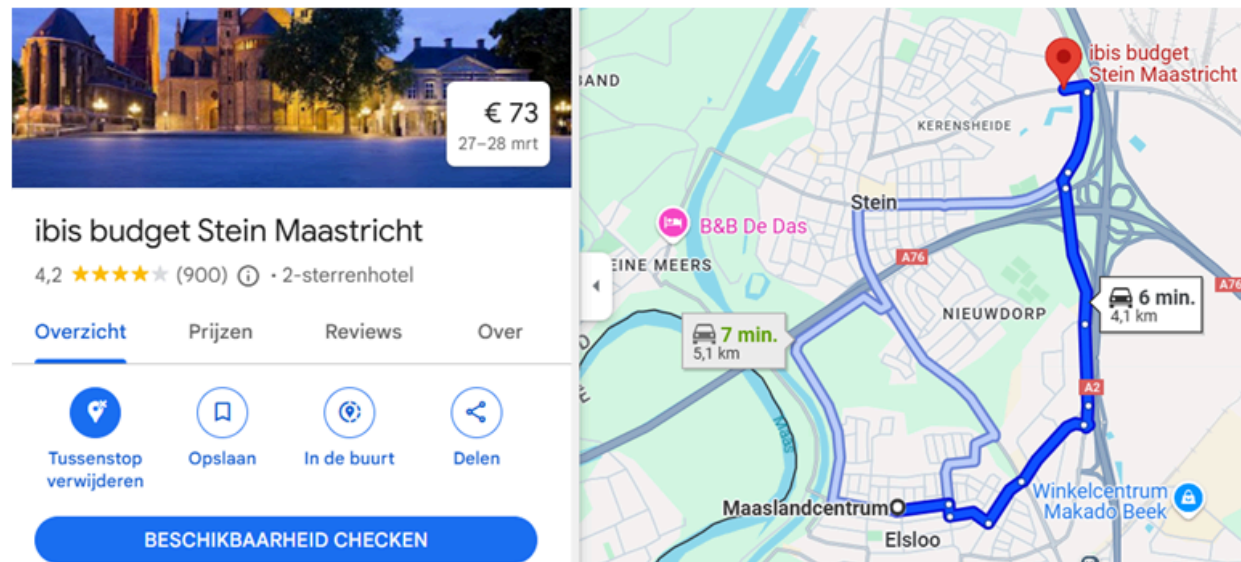 € 73
27–28 mrt
ibis budget Stein Maastricht
4,2 (900) · 2-sterrenhotel
Overzicht Prijzen Reviews Over
Tussenstop verwijderen
Opslaan
In de buurt
Delen
BESCHIKBAARHEID CHECKEN
ibis budget
Stein Maastricht
KERENSHEIDE
Stein
B&B De Das
A76
EINE MEERS
A76
NIEUWDORP
6 min.
4,1 km
7 min.
5,1 km
A2
Maas
Maaslandcentrum
Winkelcentrum
Makado Beek
Elsloo